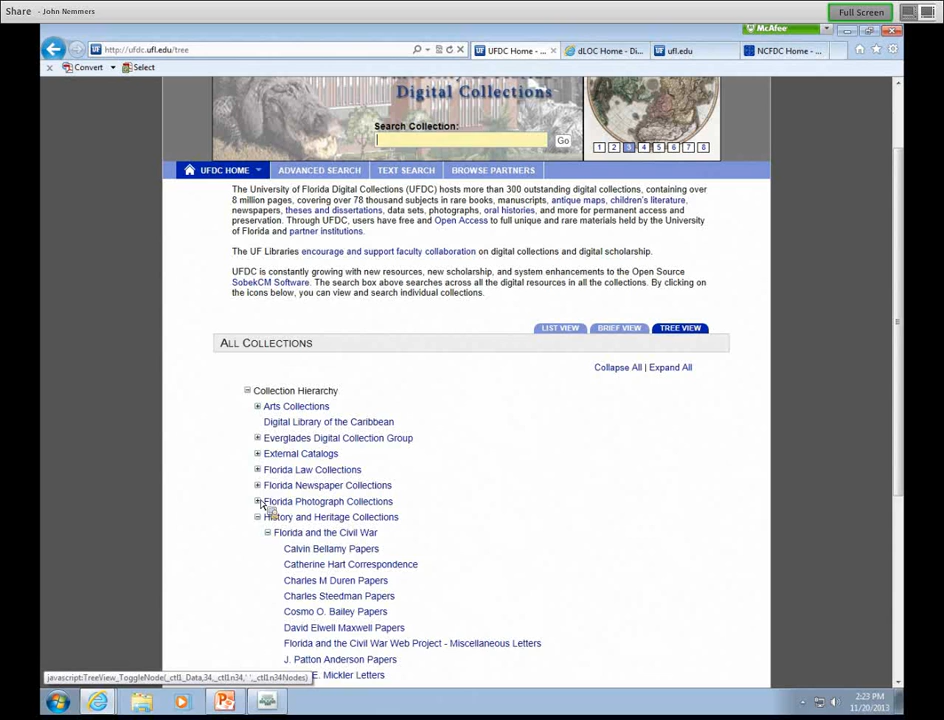 Share - John Nemmers
Full Screen
McAfee
http://ufdc.ufl.edu/tree
UFDC Home - ...
dLOC Home - Di...
ufl.edu
NCFDC Home - ...
Convert
Select
Digital Collections
Search Collection:
Go
1 2 3 4 5 6 7 8
UFDC HOME
ADVANCED SEARCH
TEXT SEARCH
BROWSE PARTNERS
The University of Florida Digital Collections (UFDC) hosts more than 300 outstanding digital collections, containing over
8 million pages, covering over 78 thousand subjects in rare books, manuscripts, antique maps, children's literature,
newspapers, theses and dissertations, data sets, photographs, oral histories, and more for permanent access and
preservation. Through UFDC, users have free and Open Access to full unique and rare materials held by the University
of Florida and partner institutions.
The UF Libraries encourage and support faculty collaboration on digital collections and digital scholarship.
UFDC is constantly growing with new resources, new scholarship, and system enhancements to the Open Source
SobekCM Software. The search box above searches across all the digital resources in all the collections. By clicking on
the icons below, you can view and search individual collections.
LIST VIEW
BRIEF VIEW
TREE VIEW
ALL COLLECTIONS
Collapse All | Expand All
Collection Hierarchy
Arts Collections
Digital Library of the Caribbean
Everglades Digital Collection Group
External Catalogs
Florida Law Collections
Florida Newspaper Collections
Florida Photograph Collections
History and Heritage Collections
Florida and the Civil War
Calvin Bellamy Papers
Catherine Hart Correspondence
Charles M Duren Papers
Charles Steedman Papers
Cosmo O. Bailey Papers
David Elwell Maxwell Papers
Florida and the Civil War Web Project - Miscellaneous Letters
J. Patton Anderson Papers
E. Mickler Letters
javascript:TreeView_ToggleNode(_ctl1_Data,34,_ctl1n34,' ',_ctl1n34Nodes)
2:23 PM
11/20/2013